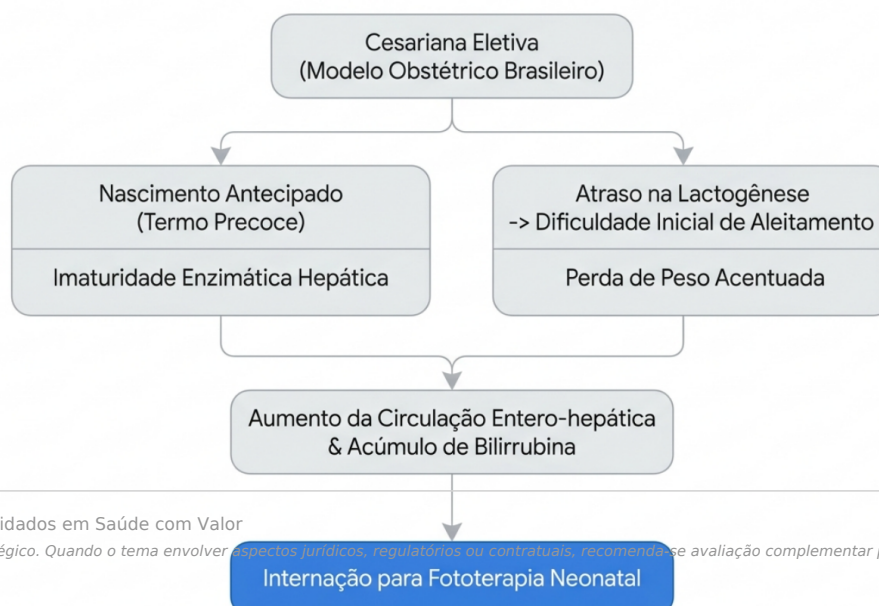 Cesariana Eletiva
(Modelo Obstétrico Brasileiro)
Nascimento Antecipado
(Termo Precoce)
Imaturidade Enzimática Hepática
Atraso na Lactogênese
-> Dificuldade Inicial de Aleitamento
Perda de Peso Acentuada
Aumento da Circulação Entero-hepática
& Acúmulo de Bilirrubina
idados em Saúde com Valor
égico. Quando o tema envolver aspectos jurídicos, regulatórios ou contratuais, recomenda-se avaliação complementar
Internação para Fototerapia Neonatal